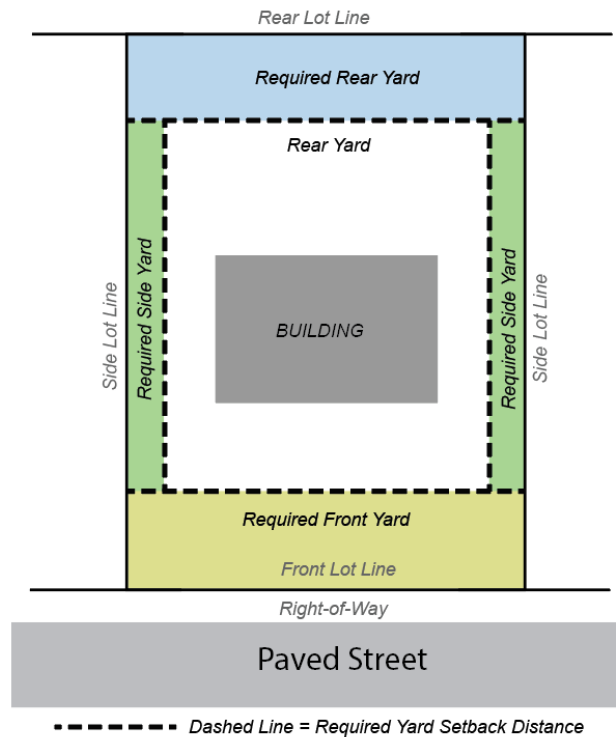 Rear Lot Line
Required Rear Yard
Rear Yard
Side Lot Line
Required Side Yard
BUILDING
Required Side Yard
Side Lot Line
Required Front Yard
Front Lot Line
Right-of-Way
Paved Street
Dashed Line = Required Yard Setback Distance